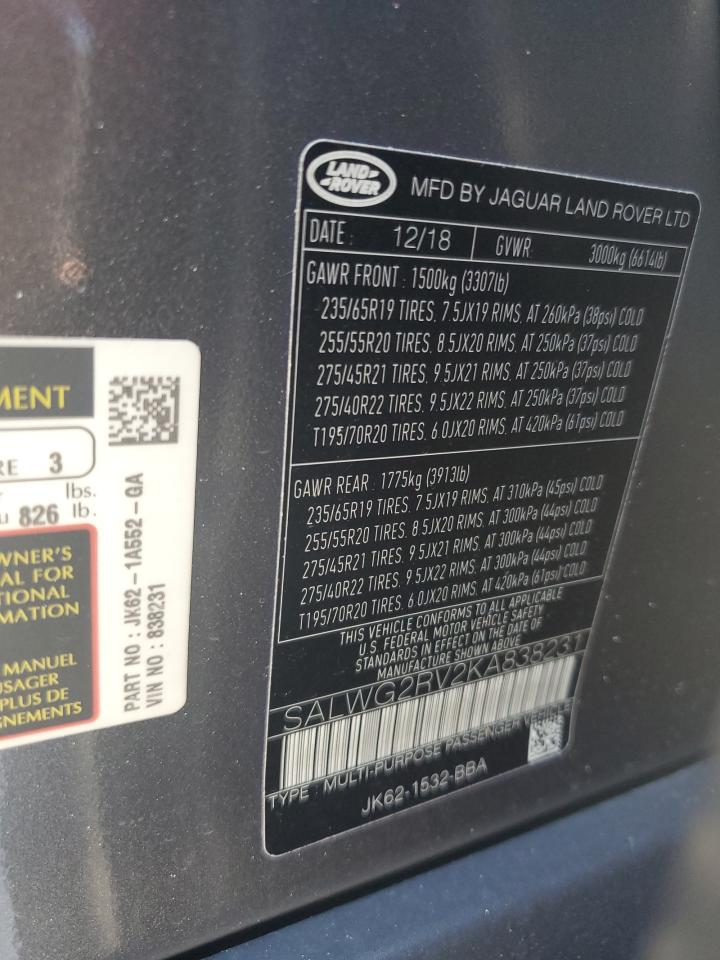 MENT
RE 3
lbs.
826 lb.
WNER'S
AL FOR
TIONAL
MATION
MANUEL
USAGER
PLUS DE
GNEMENTS
PART NO : JK62-1A552-GA
VIN NO : 838231
LAND ROVER
MFD BY JAGUAR LAND ROVER LTD
DATE : 12/18 GVWR: 3000kg (6614lb)
GAWR FRONT : 1500kg (3307lb)
235/65R19 TIRES, 7.5JX19 RIMS, AT 260kPa (38psi) COLD
255/55R20 TIRES, 8.5JX20 RIMS, AT 250kPa (37psi) COLD
275/45R21 TIRES, 9.5JX21 RIMS, AT 250kPa (37psi) COLD
275/40R22 TIRES, 9.5JX22 RIMS, AT 250kPa (37psi) COLD
T195/70R20 TIRES, 6.0JX20 RIMS, AT 420kPa (61psi) COLD
GAWR REAR : 1775kg (3913lb)
235/65R19 TIRES, 7.5JX19 RIMS, AT 310kPa (45psi) COLD
255/55R20 TIRES, 8.5JX20 RIMS, AT 300kPa (44psi) COLD
275/45R21 TIRES, 9.5JX21 RIMS, AT 300kPa (44psi) COLD
275/40R22 TIRES, 9.5JX22 RIMS, AT 300kPa (44psi) COLD
T195/70R20 TIRES, 6.0JX20 RIMS, AT 420kPa (61psi) COLD
THIS VEHICLE CONFORMS TO ALL APPLICABLE
U.S. FEDERAL MOTOR VEHICLE SAFETY
STANDARDS IN EFFECT ON THE DATE OF
MANUFACTURE SHOWN ABOVE
SALWG2RV2KA838231
TYPE : MULTI-PURPOSE PASSENGER VEHICLE
JK62-1532-BBA